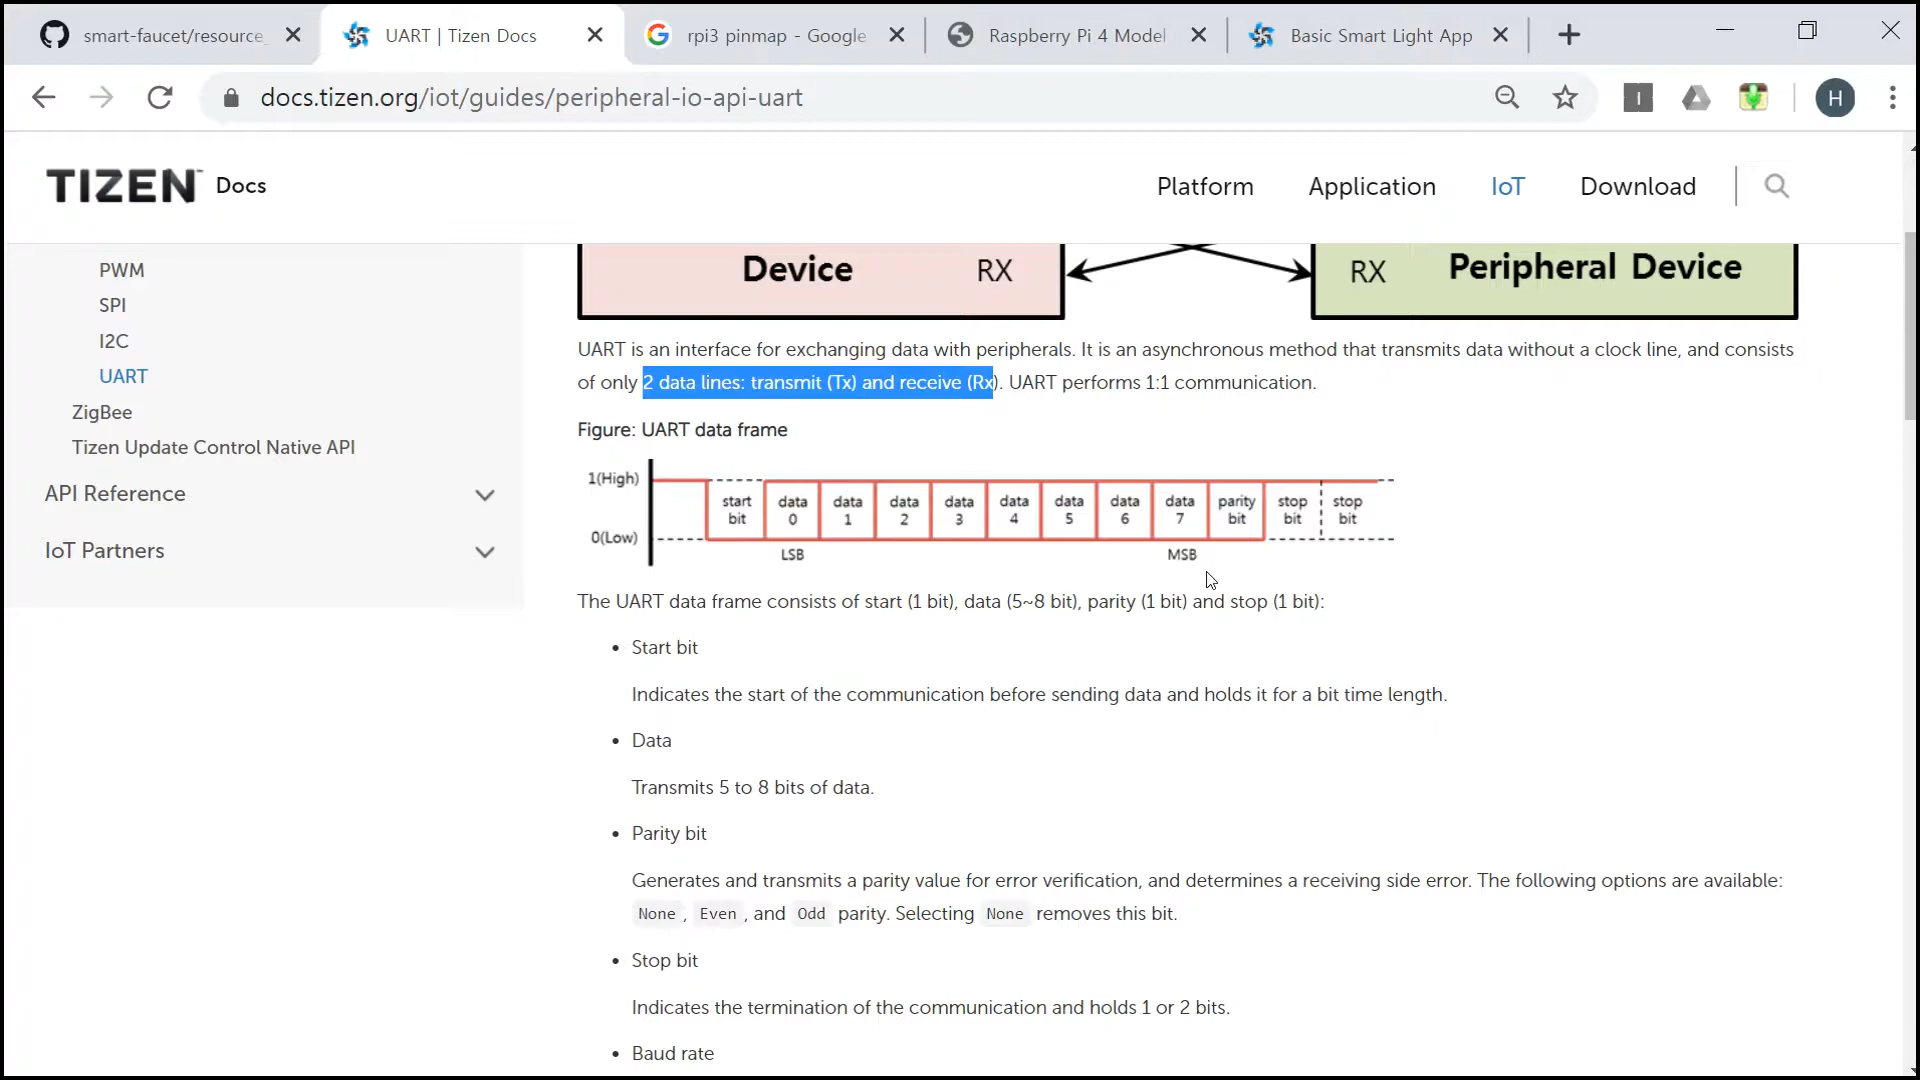 smart-faucet/resource_
UART | Tizen Docs
rpi3 pinmap - Google
Raspberry Pi 4 Model
Basic Smart Light App
docs.tizen.org/iot/guides/peripheral-io-api-uart
I
H
TIZEN™ Docs
Platform
Application
IoT
Download
PWM
SPI
I2C
UART
ZigBee
Tizen Update Control Native API
API Reference
IoT Partners
Device RX
RX Peripheral Device
UART is an interface for exchanging data with peripherals. It is an asynchronous method that transmits data without a clock line, and consists
of only 2 data lines: transmit (Tx) and receive (Rx). UART performs 1:1 communication.
Figure: UART data frame
1(High)
0(Low)
start bit
data 0
data 1
data 2
data 3
data 4
data 5
data 6
data 7
parity bit
stop bit
stop bit
LSB
MSB
The UART data frame consists of start (1 bit), data (5~8 bit), parity (1 bit) and stop (1 bit):
• Start bit
Indicates the start of the communication before sending data and holds it for a bit time length.
• Data
Transmits 5 to 8 bits of data.
• Parity bit
Generates and transmits a parity value for error verification, and determines a receiving side error. The following options are available:
None , Even , and Odd parity. Selecting None removes this bit.
• Stop bit
Indicates the termination of the communication and holds 1 or 2 bits.
• Baud rate